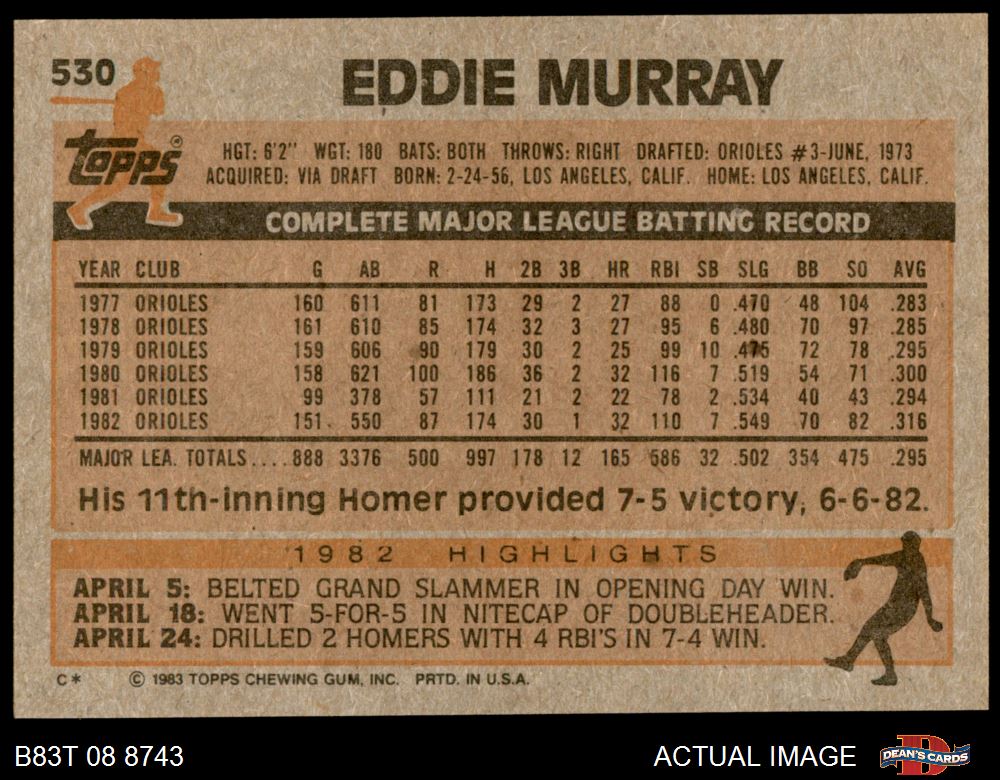 530
EDDIE MURRAY
Topps®
HGT: 6'2" WGT: 180 BATS: BOTH THROWS: RIGHT DRAFTED: ORIOLES #3-JUNE, 1973
ACQUIRED: VIA DRAFT BORN: 2-24-56, LOS ANGELES, CALIF. HOME: LOS ANGELES, CALIF.
COMPLETE MAJOR LEAGUE BATTING RECORD
YEAR CLUB G AB R H 2B 3B HR RBI SB SLG BB SO AVG
1977 ORIOLES 160 611 81 173 29 2 27 88 0 .470 48 104 .283
1978 ORIOLES 161 610 85 174 32 3 27 95 6 .480 70 97 .285
1979 ORIOLES 159 606 90 179 30 2 25 99 10 .475 72 78 .295
1980 ORIOLES 158 621 100 186 36 2 32 116 7 .519 54 71 .300
1981 ORIOLES 99 378 57 111 21 2 22 78 2 .534 40 43 .294
1982 ORIOLES 151 550 87 174 30 1 32 110 7 .549 70 82 .316
MAJOR LEA. TOTALS....888 3376 500 997 178 12 165 586 32 .502 354 475 .295
His 11th-inning Homer provided 7-5 victory, 6-6-82.
1982 HIGHLIGHTS
APRIL 5: BELTED GRAND SLAMMER IN OPENING DAY WIN.
APRIL 18: WENT 5-FOR-5 IN NITECAP OF DOUBLEHEADER.
APRIL 24: DRILLED 2 HOMERS WITH 4 RBI'S IN 7-4 WIN.
C* © 1983 TOPPS CHEWING GUM, INC. PRTD. IN U.S.A.
B83T 08 8743 ACTUAL IMAGE DEAN'S CARDS